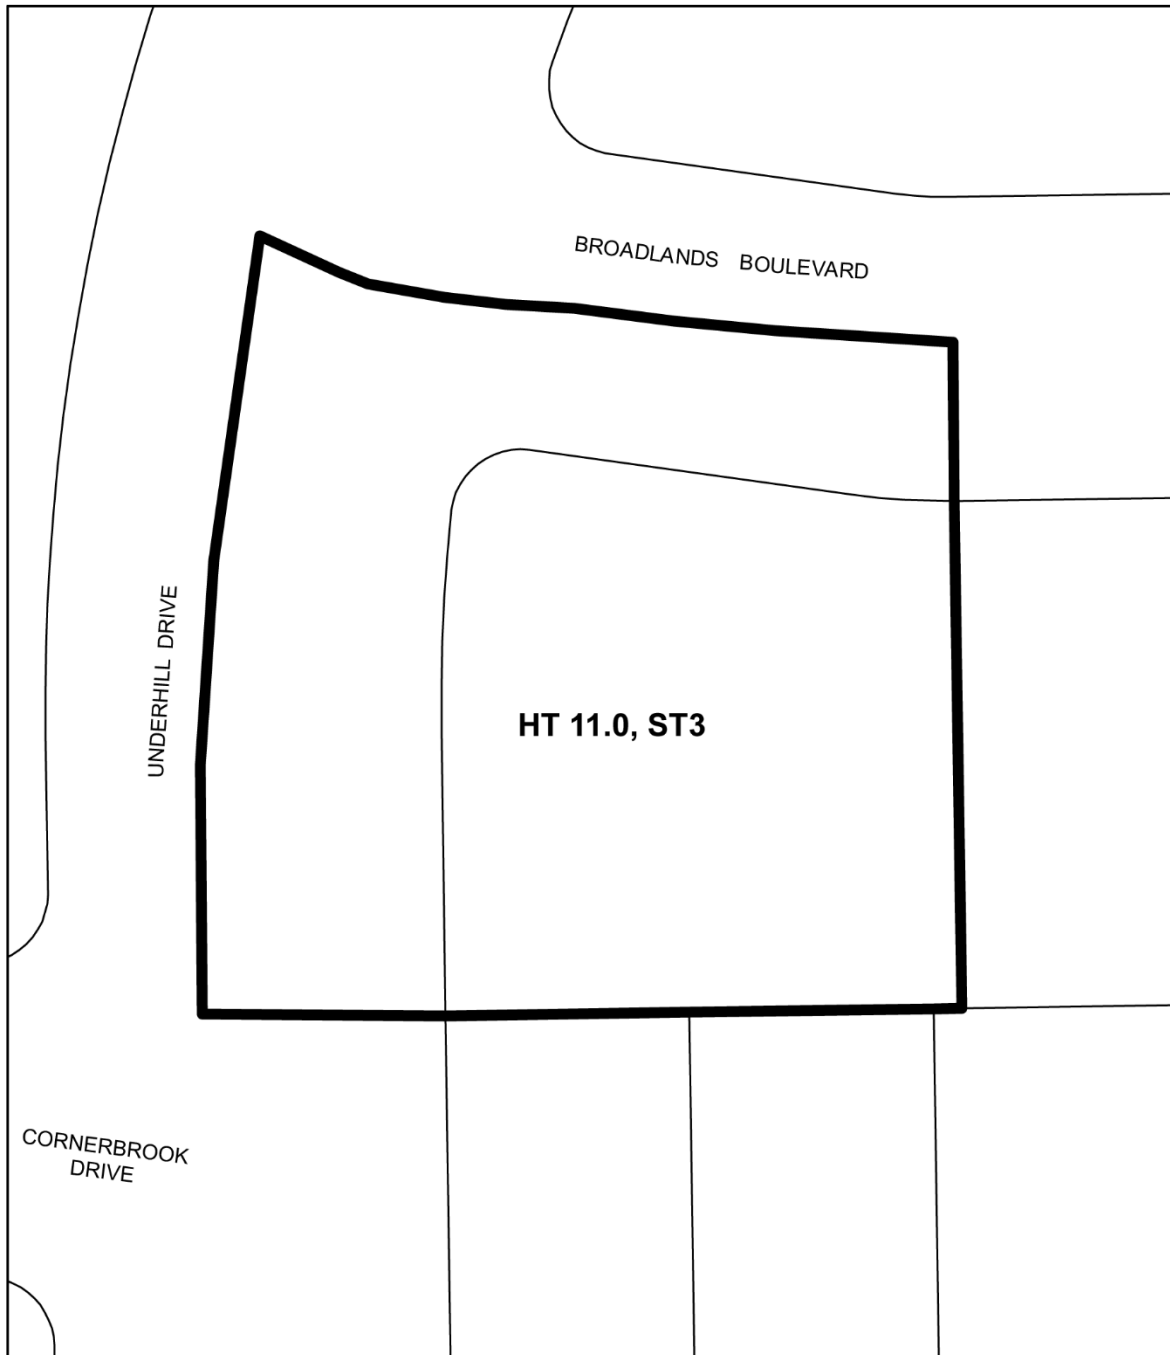 BROADLANDS BOULEVARD
UNDERHILL DRIVE
HT 11.0, ST3
CORNERBROOK
DRIVE